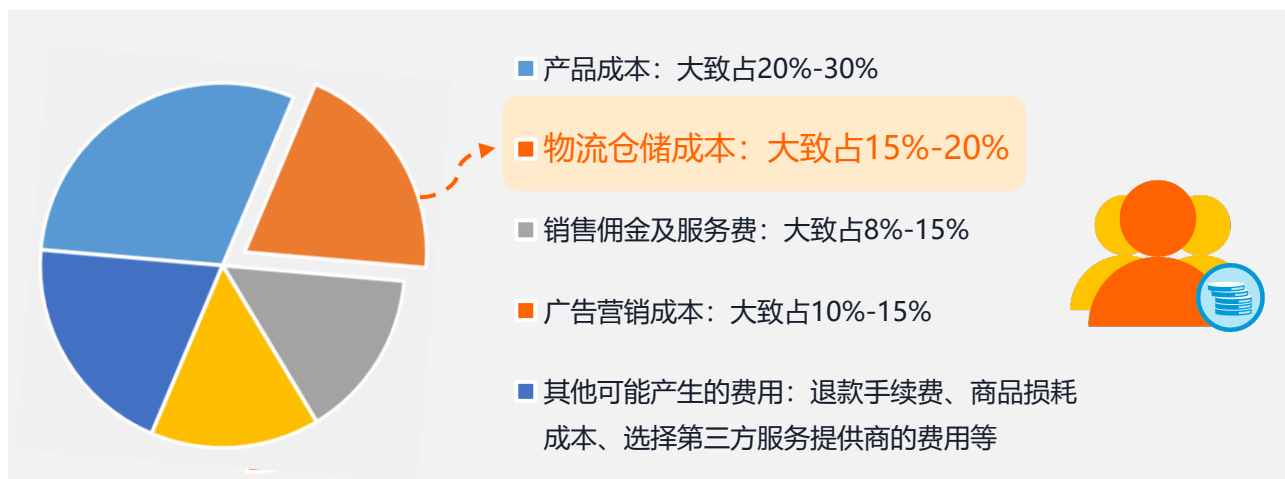 产品成本：大致占20%-30%
物流仓储成本：大致占15%-20%
销售佣金及服务费：大致占8%-15%
广告营销成本：大致占10%-15%
其他可能产生的费用：退款手续费、商品损耗
成本、选择第三方服务提供商的费用等